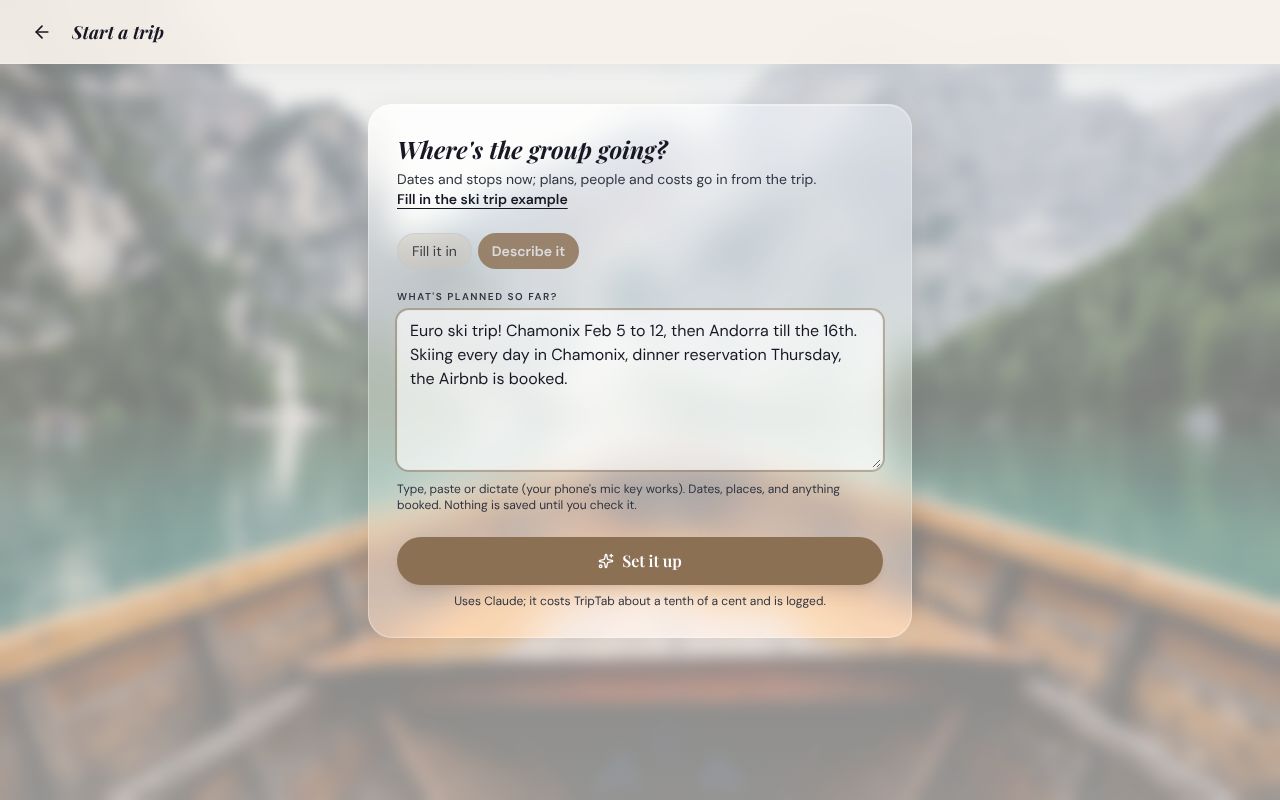 Start a trip
Where's the group going?
Dates and stops now; plans, people and costs go in from the trip.
Fill in the ski trip example
Fill it in
Describe it
WHAT'S PLANNED SO FAR?
Euro ski trip! Chamonix Feb 5 to 12, then Andorra till the 16th.
Skiing every day in Chamonix, dinner reservation Thursday,
the Airbnb is booked.
Type, paste or dictate (your phone's mic key works). Dates, places, and anything
booked. Nothing is saved until you check it.
Set it up
Uses Claude; it costs TripTab about a tenth of a cent and is logged.